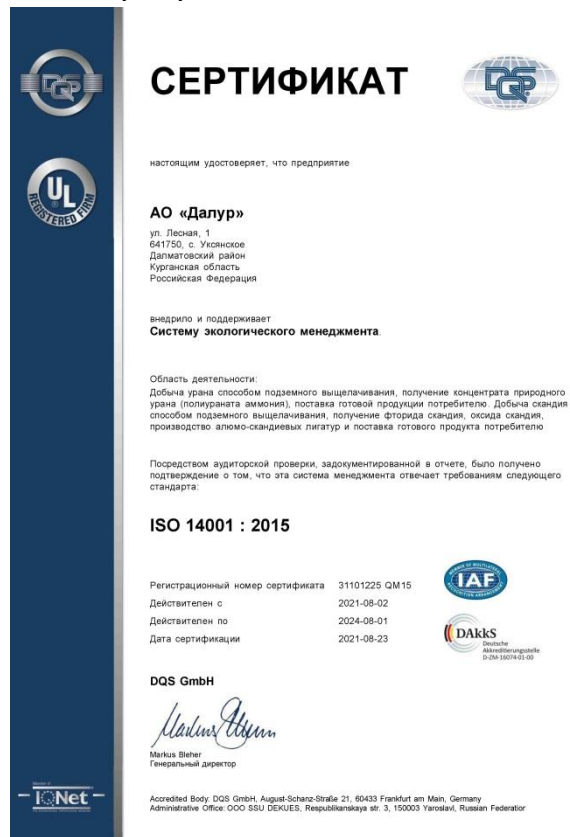 DQS
СЕРТИФИКАТ
DQS
настоящим удостоверяет, что предприятие
UL
REGISTERED FIRM
АО «Далур»
ул. Лесная, 1
641750, с. Уксянское
Далматовский район
Курганская область
Российская Федерация
внедрило и поддерживает
Систему экологического менеджмента.
Область деятельности:
Добыча урана способом подземного выщелачивания, получение концентрата природного
урана (полиураната аммония), поставка готовой продукции потребителю. Добыча скандия
способом подземного выщелачивания, получение фторида скандия, оксида скандия,
производство алюмо-скандиевых лигатур и поставка готового продукта потребителю
Посредством аудиторской проверки, задокументированной в отчете, было получено
подтверждение о том, что эта система менеджмента отвечает требованиям следующего
стандарта:
ISO 14001 : 2015
Регистрационный номер сертификата 31101225 QM15
Действителен с 2021-08-02
Действителен по 2024-08-01
Дата сертификации 2021-08-23
MEMBER OF MULTILATERAL
IAF
RECOGNITION ARRANGEMENT
DAkkS
Deutsche
Akkreditierungsstelle
D-ZM-16074-01-00
DQS GmbH
Markus Bleher
Генеральный директор
IQNet
Accredited Body: DQS GmbH, August-Schanz-Straße 21, 60433 Frankfurt am Main, Germany
Administrative Office: OOO SSU DEKUES, Respublikanskaya str. 3, 150003 Yaroslavl, Russian Federatior